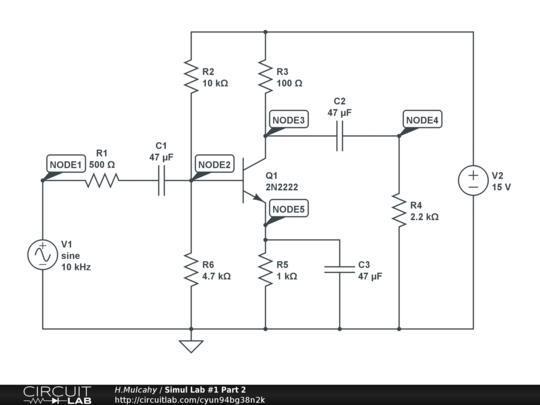 R2
10 kΩ
R3
100 Ω
C2
47 μF
NODE3
NODE4
C1
47 μF
R1
500 Ω
NODE1
NODE2
Q1
2N2222
V2
15 V
NODE5
R4
2.2 kΩ
V1
sine
10 kHz
R6
4.7 kΩ
R5
1 kΩ
C3
47 μF
CIRCUIT
LAB
H.Mulcahy / Simul Lab #1 Part 2
http://circuitlab.com/cyun94bg38n2k